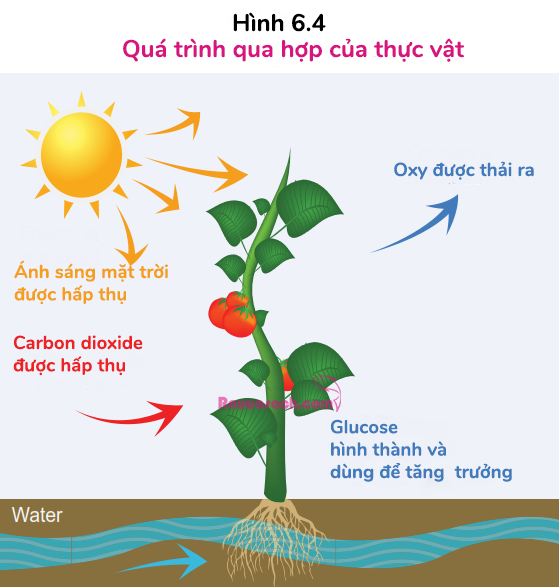 Hình 6.4
Quá trình qua hợp của thực vật
Oxy được thải ra
Ánh sáng mặt trời
được hấp thụ
Carbon dioxide
được hấp thụ
Glucose
hình thành và
dùng để tăng trưởng
Water